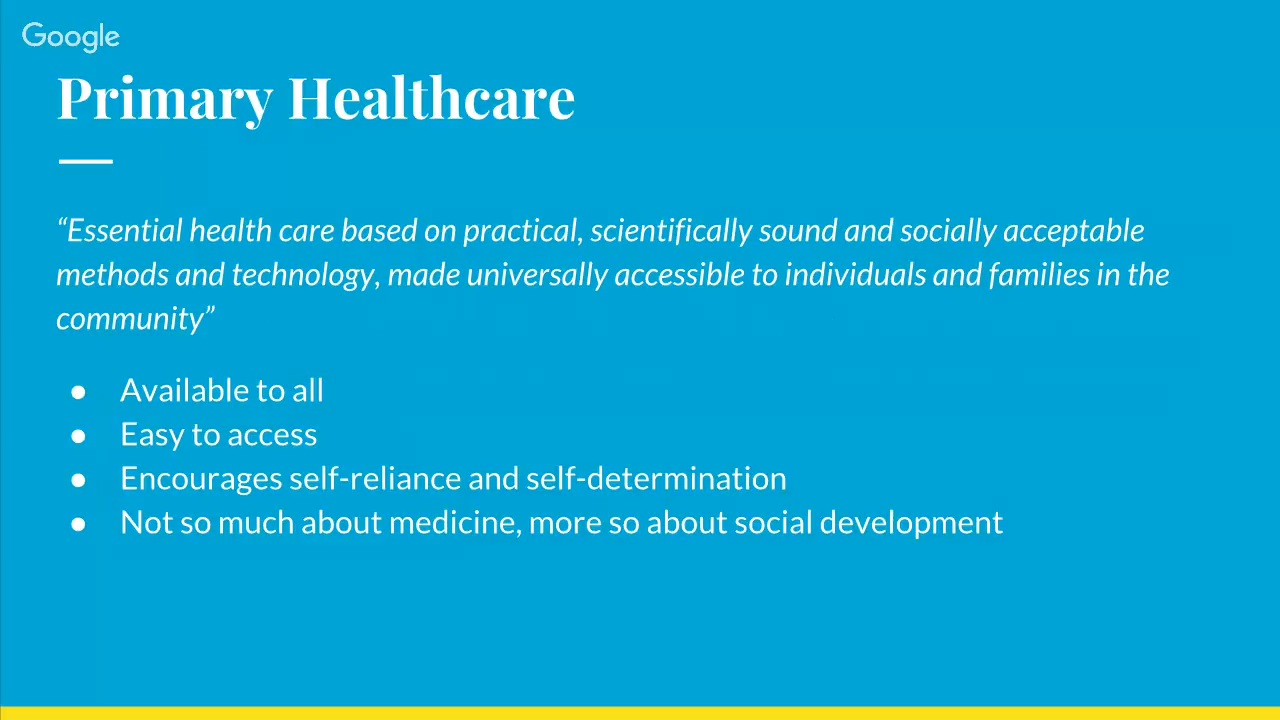 Google
Primary Healthcare
“Essential health care based on practical, scientifically sound and socially acceptable
methods and technology, made universally accessible to individuals and families in the
community”
● Available to all
● Easy to access
● Encourages self-reliance and self-determination
● Not so much about medicine, more so about social development